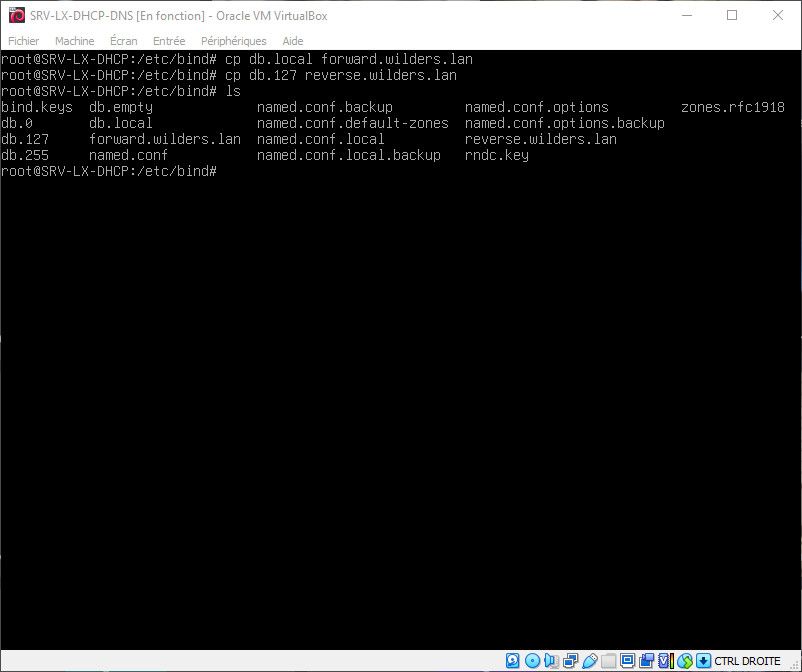 SRV-LX-DHCP-DNS [En fonction] - Oracle VM VirtualBox
Fichier Machine Écran Entrée Périphériques Aide
root@SRV-LX-DHCP:/etc/bind# cp db.local forward.wilders.lan
root@SRV-LX-DHCP:/etc/bind# cp db.127 reverse.wilders.lan
root@SRV-LX-DHCP:/etc/bind# ls
bind.keys db.empty named.conf.backup named.conf.options zones.rfc1918
db.0 db.local named.conf.default-zones named.conf.options.backup
db.127 forward.wilders.lan named.conf.local reverse.wilders.lan
db.255 named.conf named.conf.local.backup rndc.key
root@SRV-LX-DHCP:/etc/bind#
CTRL DROITE